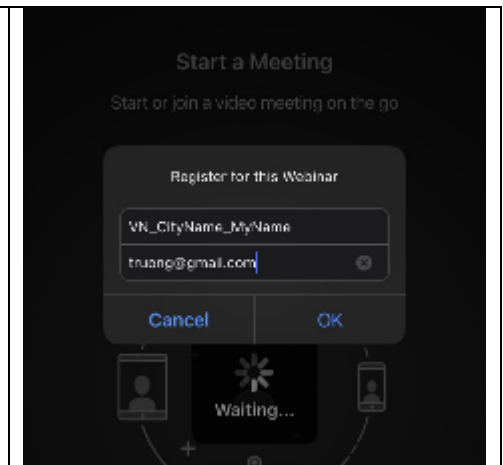 Start a Meeting
Start or join a video meeting on the go
Register for this Webinar
VN_CityName_MyName
truong@gmail.com
Cancel OK
Waiting...